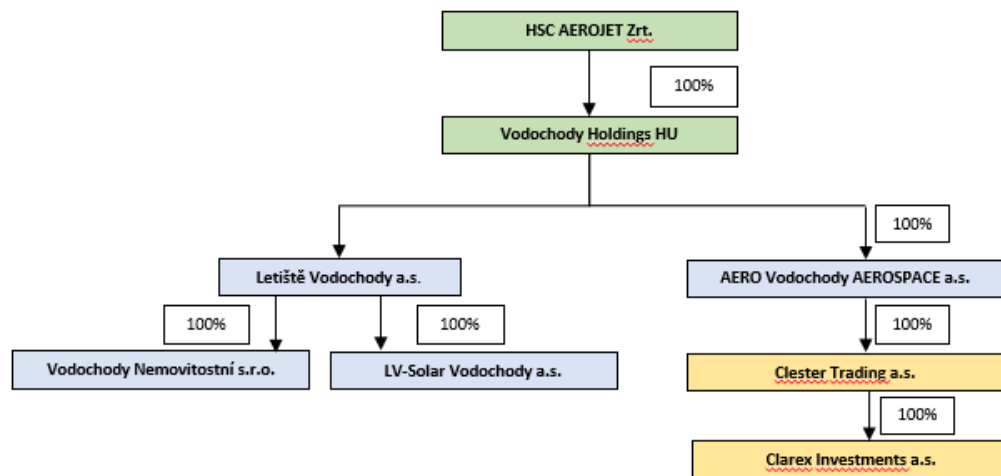 HSC AEROJET Zrt.
100%
Vodochody Holdings HU
100%
Letiště Vodochody a.s.
AERO Vodochody AEROSPACE a.s.
100%
100%
100%
Vodochody Nemovitostní s.r.o.
LV-Solar Vodochody a.s.
Clester Trading a.s.
100%
Clarex Investments a.s.